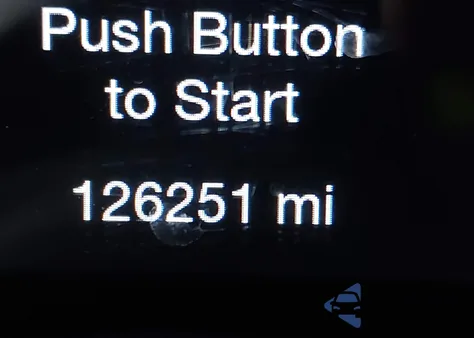 Push Button
to Start
126251 mi